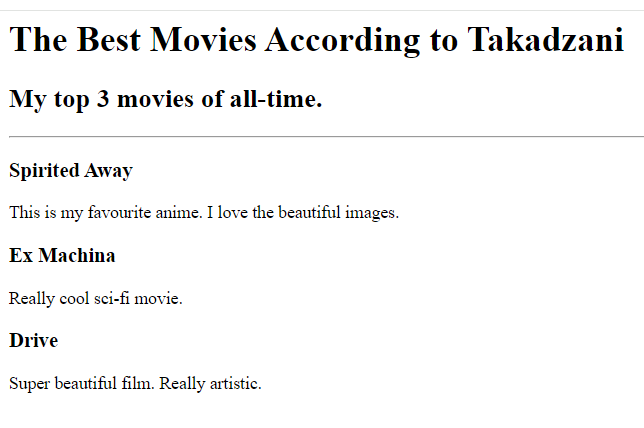 The Best Movies According to Takadzani
My top 3 movies of all-time.
Spirited Away
This is my favourite anime. I love the beautiful images.
Ex Machina
Really cool sci-fi movie.
Drive
Super beautiful film. Really artistic.